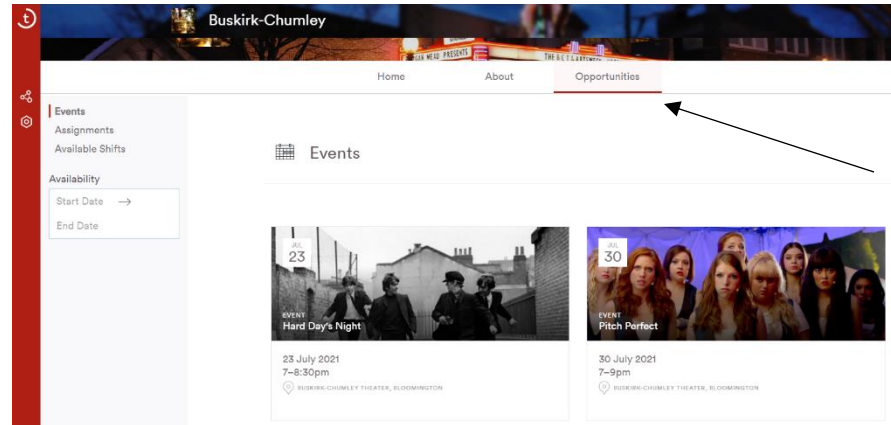 t
Buskirk-Chumley
PRESENTS
Home About Opportunities
Events
Assignments
Available Shifts
Availability
Start Date →
End Date
Events
JUL
23
EVENT
Hard Day's Night
23 July 2021
7–8:30pm
BUSKIRK-CHUMLEY THEATER, BLOOMINGTON
JUL
30
EVENT
Pitch Perfect
30 July 2021
7–9pm
BUSKIRK-CHUMLEY THEATER, BLOOMINGTON